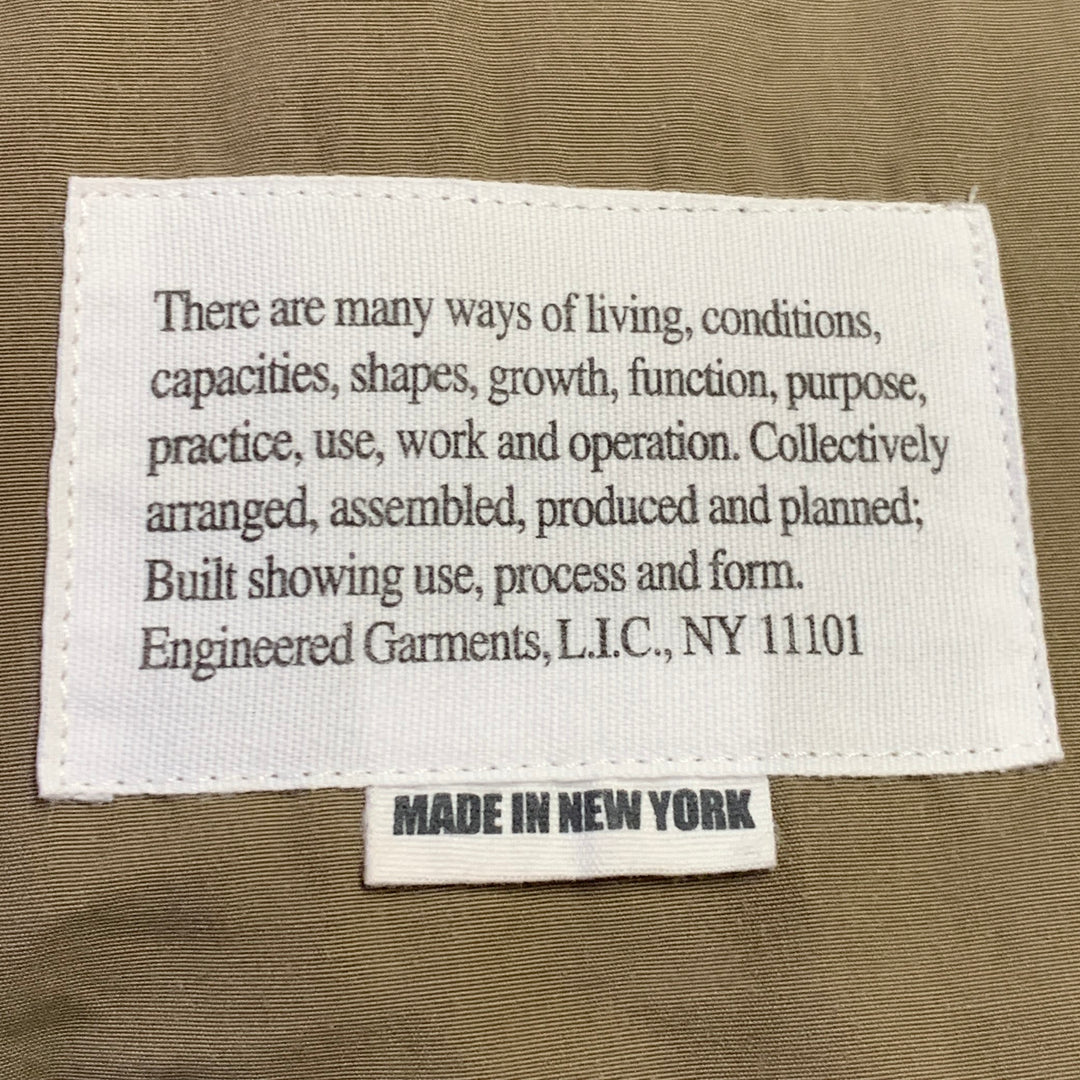 There are many ways of living, conditions,
capacities, shapes, growth, function, purpose,
practice, use, work and operation. Collectively
arranged, assembled, produced and planned;
Built showing use, process and form.
Engineered Garments, L.I.C., NY 11101
MADE IN NEW YORK